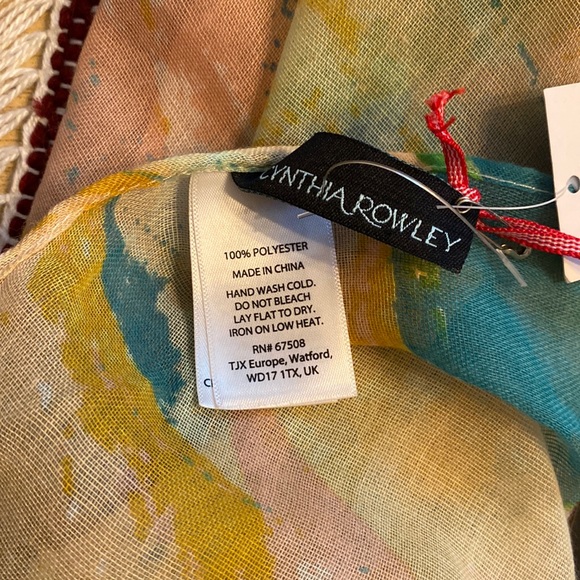 CYNTHIA ROWLEY
100% POLYESTER
MADE IN CHINA
HAND WASH COLD.
DO NOT BLEACH
LAY FLAT TO DRY.
IRON ON LOW HEAT.
RN# 67508
TJX Europe, Watford,
WD17 1TX, UK
C